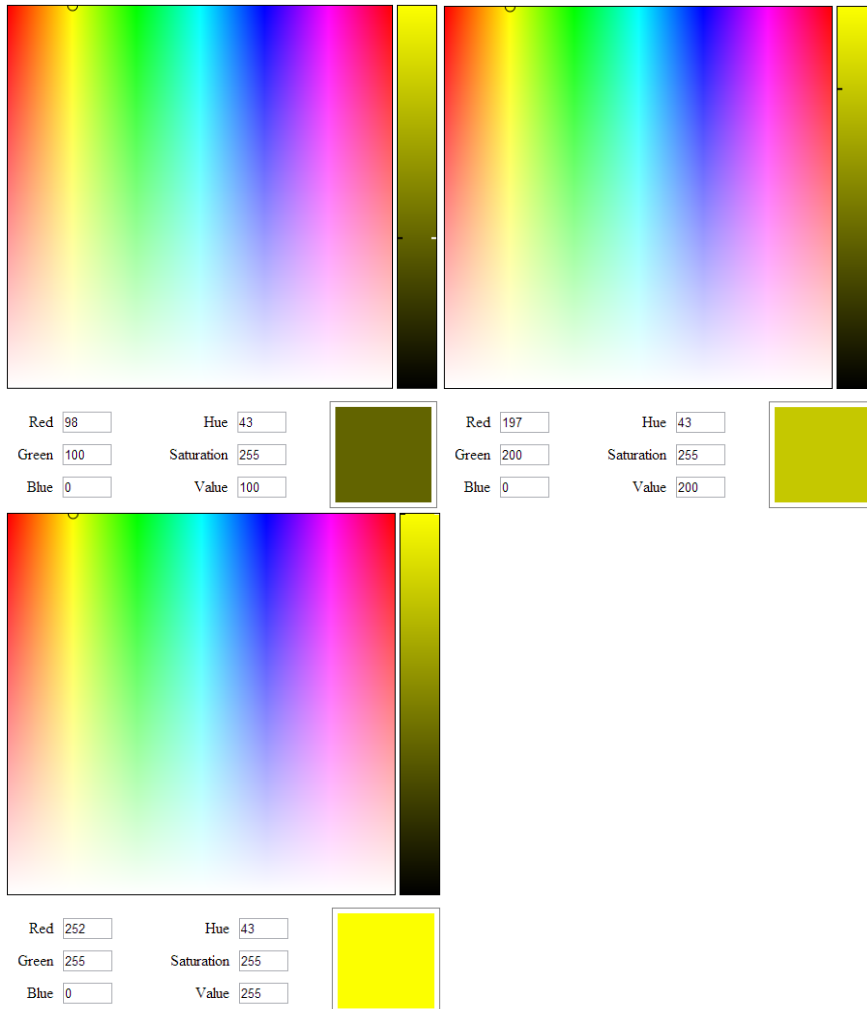 Red 98 Hue 43
Green 100 Saturation 255
Blue 0 Value 100
Red 197 Hue 43
Green 200 Saturation 255
Blue 0 Value 200
Red 252 Hue 43
Green 255 Saturation 255
Blue 0 Value 255